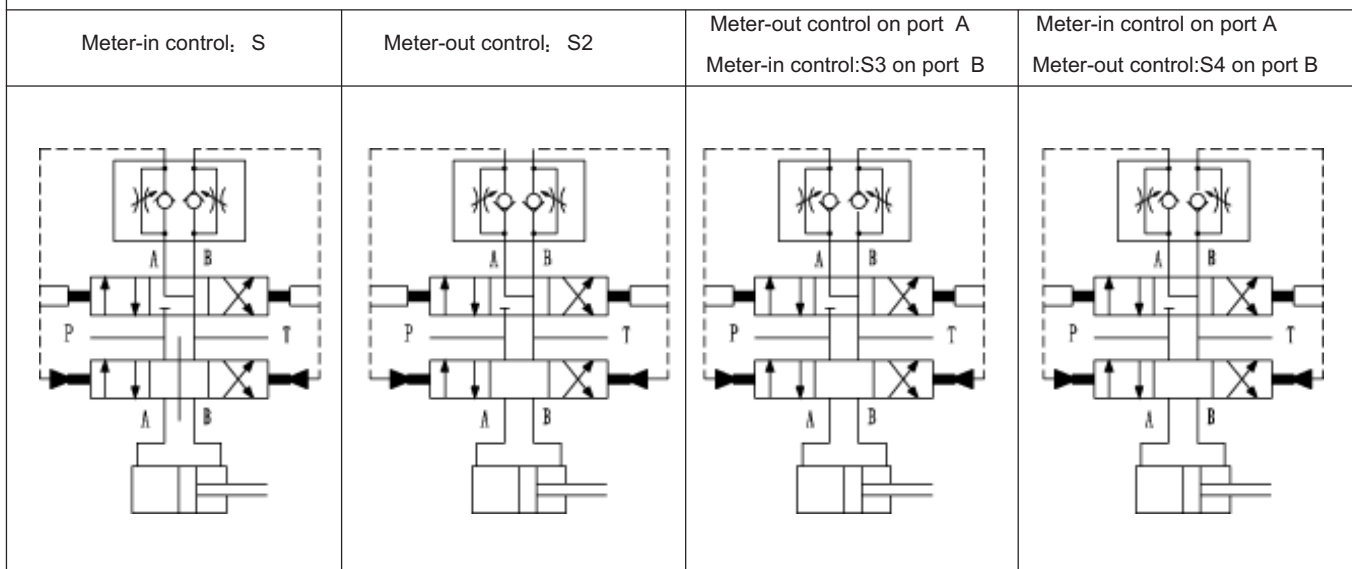 Meter-in control： S
Meter-out control： S2
Meter-out control on port A
Meter-in control:S3 on port B
Meter-in control on port A
Meter-out control:S4 on port B
A B
P T
A B
A B
P T
A B
A B
P T
A B
A B
P T
A B